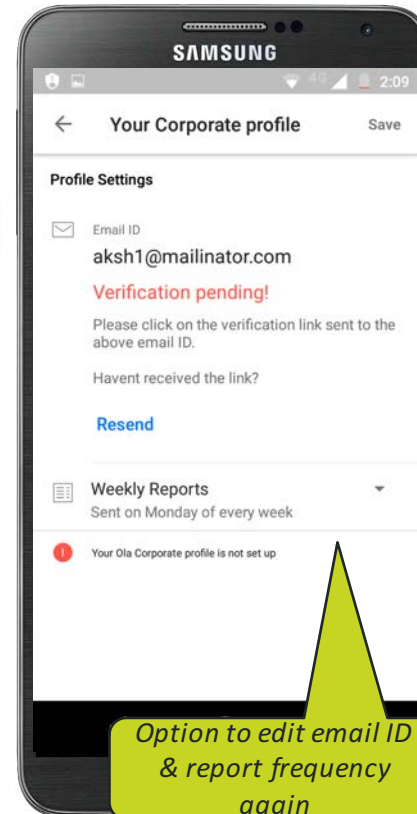 SAMSUNG
4G 2:09
Your Corporate profile Save
Profile Settings
Email ID
aksh1@mailinator.com
Verification pending!
Please click on the verification link sent to the
above email ID.
Havent received the link?
Resend
Weekly Reports
Sent on Monday of every week
! Your Ola Corporate profile is not set up
Option to edit email ID
& report frequency
again